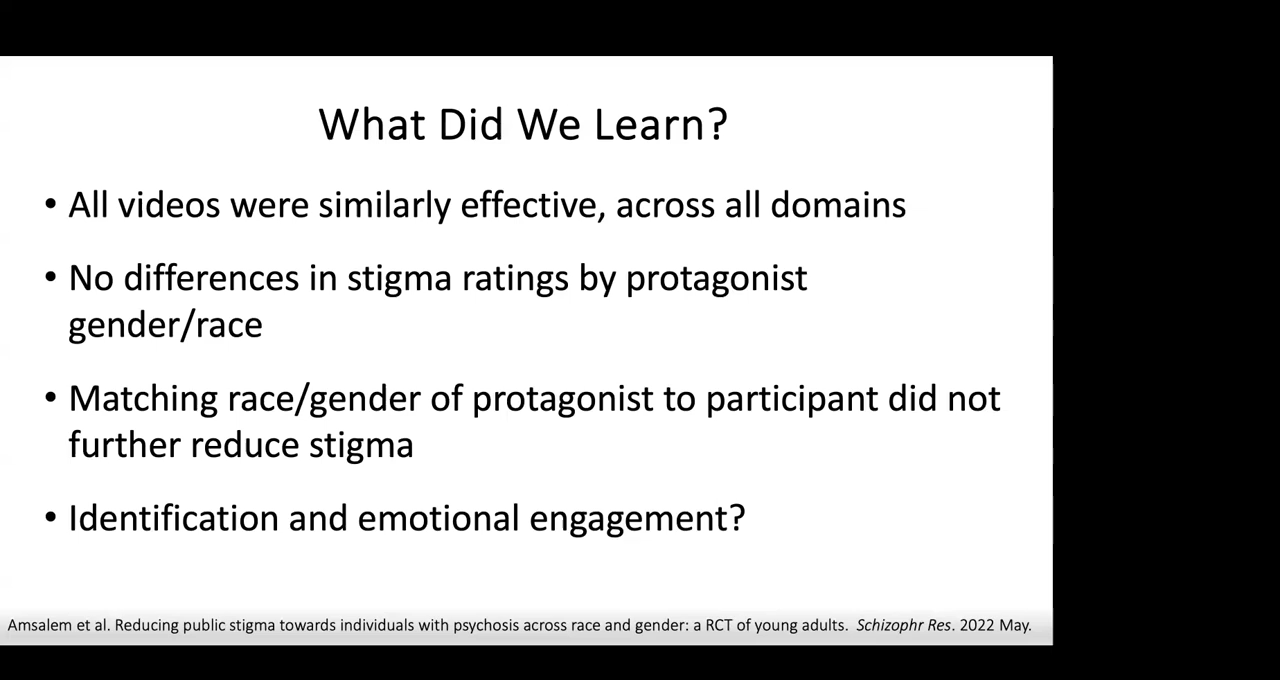 What Did We Learn?
• All videos were similarly effective, across all domains
• No differences in stigma ratings by protagonist
gender/race
• Matching race/gender of protagonist to participant did not
further reduce stigma
• Identification and emotional engagement?
Amsalem et al. Reducing public stigma towards individuals with psychosis across race and gender: a RCT of young adults. Schizophr Res. 2022 May.